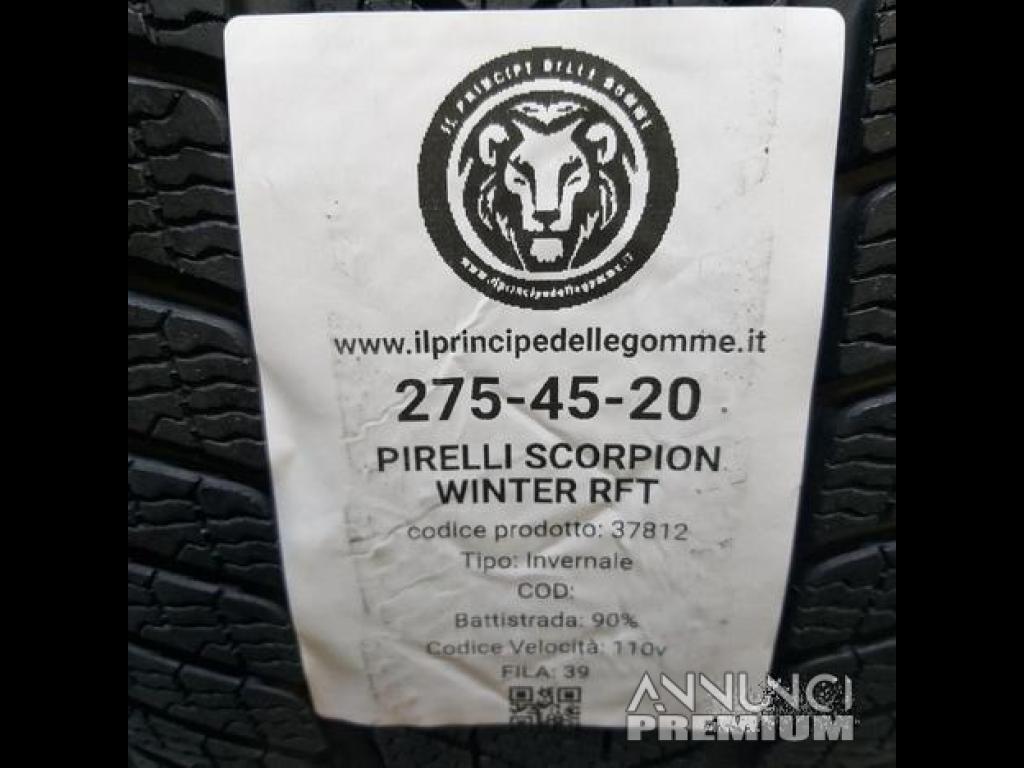 IL PRINCIPE DELLE GOMME
www.ilprincipedellegomme.it
www.ilprincipedellegomme.it
275-45-20
PIRELLI SCORPION
WINTER RFT
codice prodotto: 37812
Tipo: Invernale
COD:
Battistrada: 90%
Codice Velocità: 110v
FILA: 39
ANNUNCI
PREMIUM